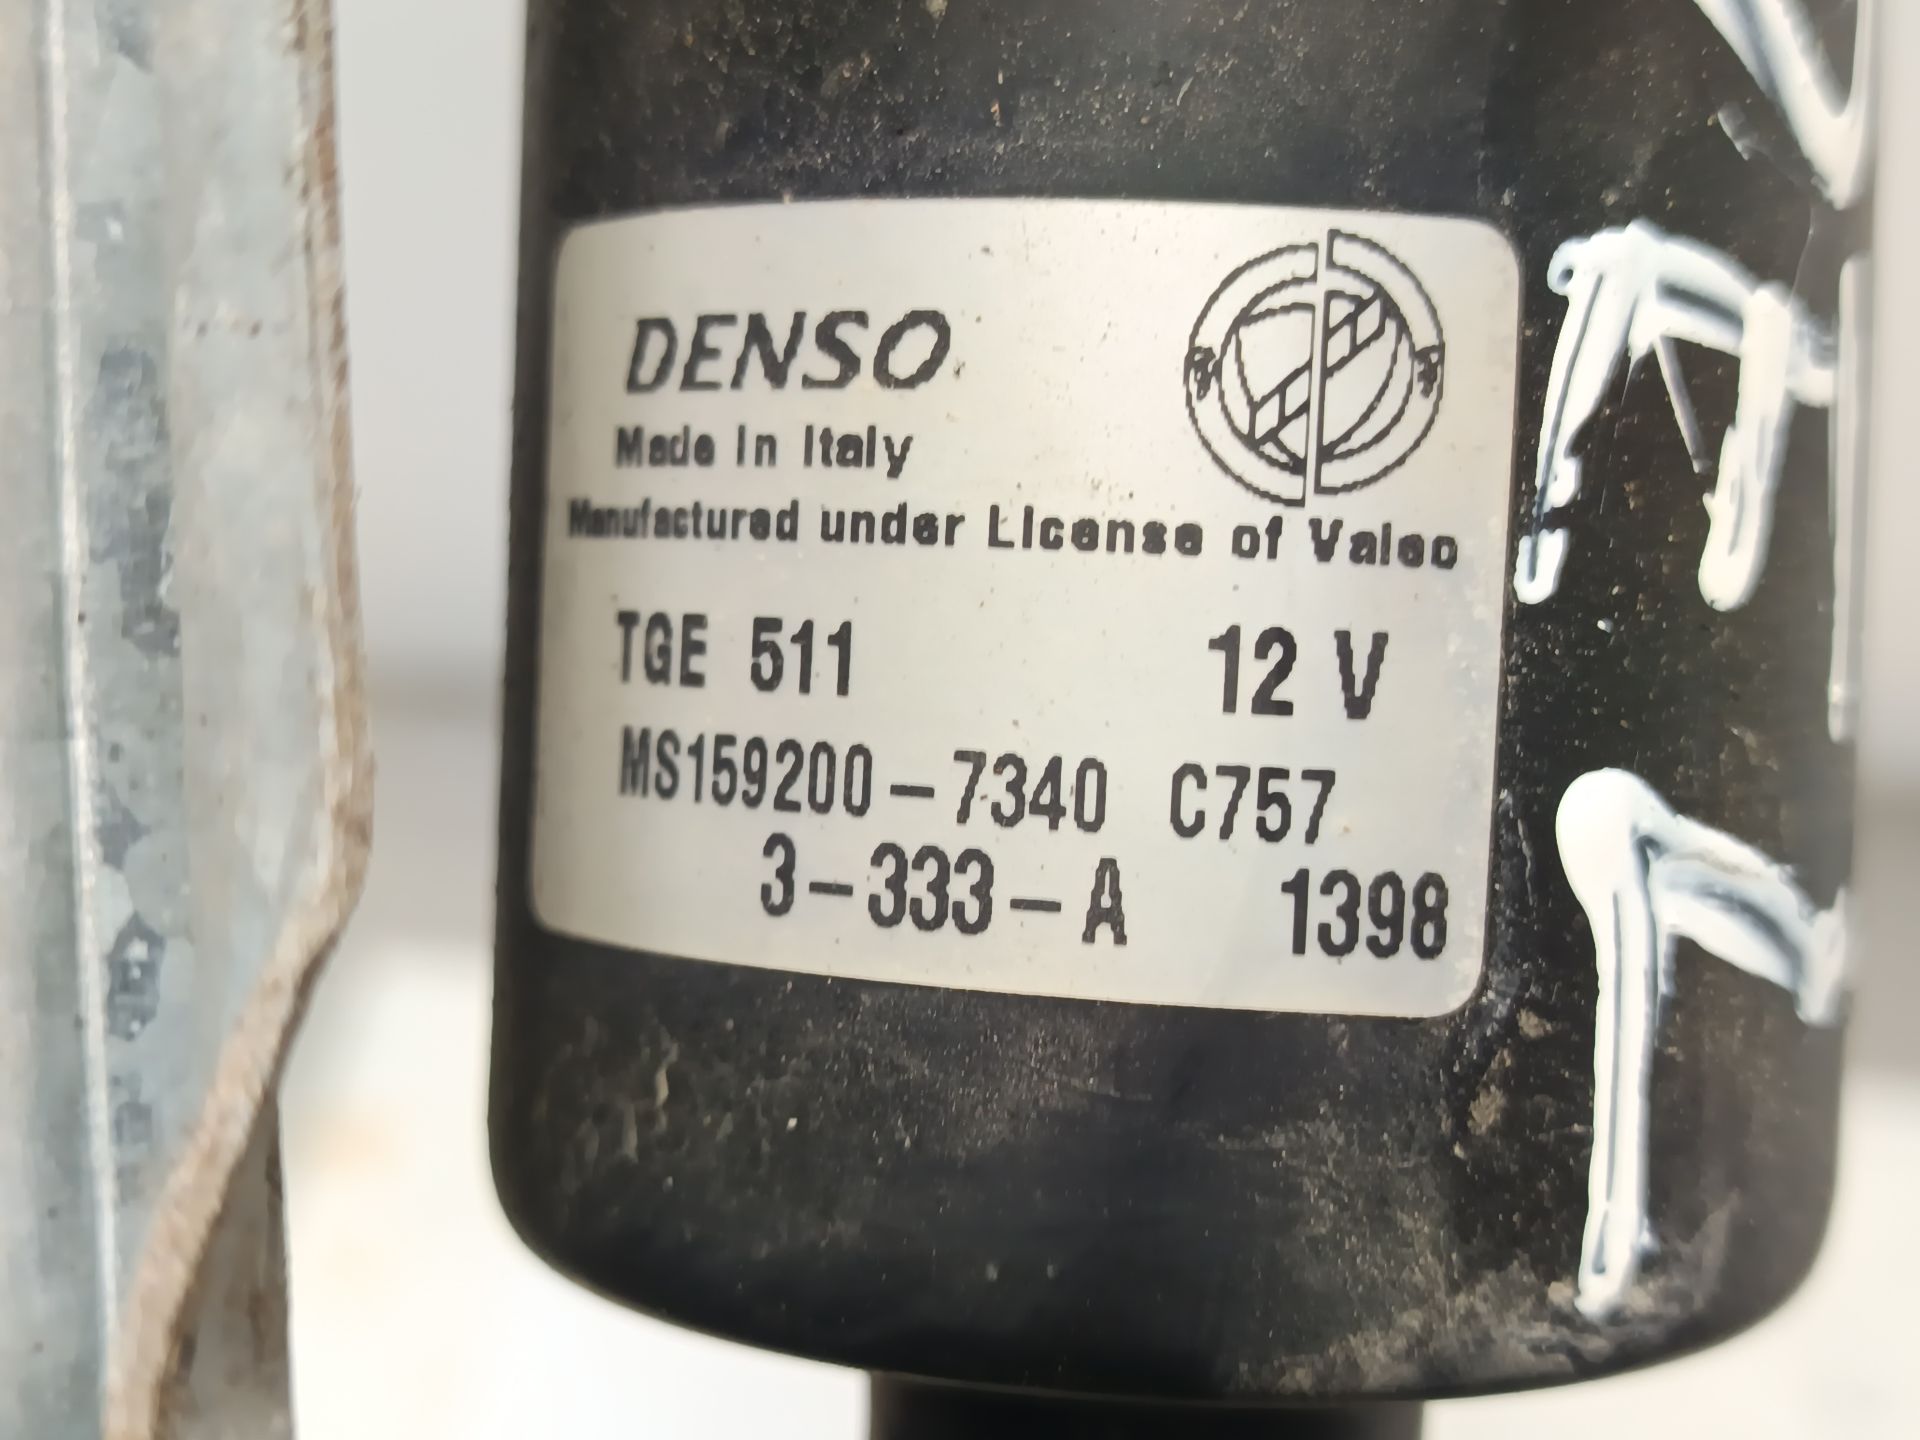 DENSO
Made in Italy
Manufactured under License of Valeo
TGE 511 12 V
MS159200-7340 C757
3-333-A 1398